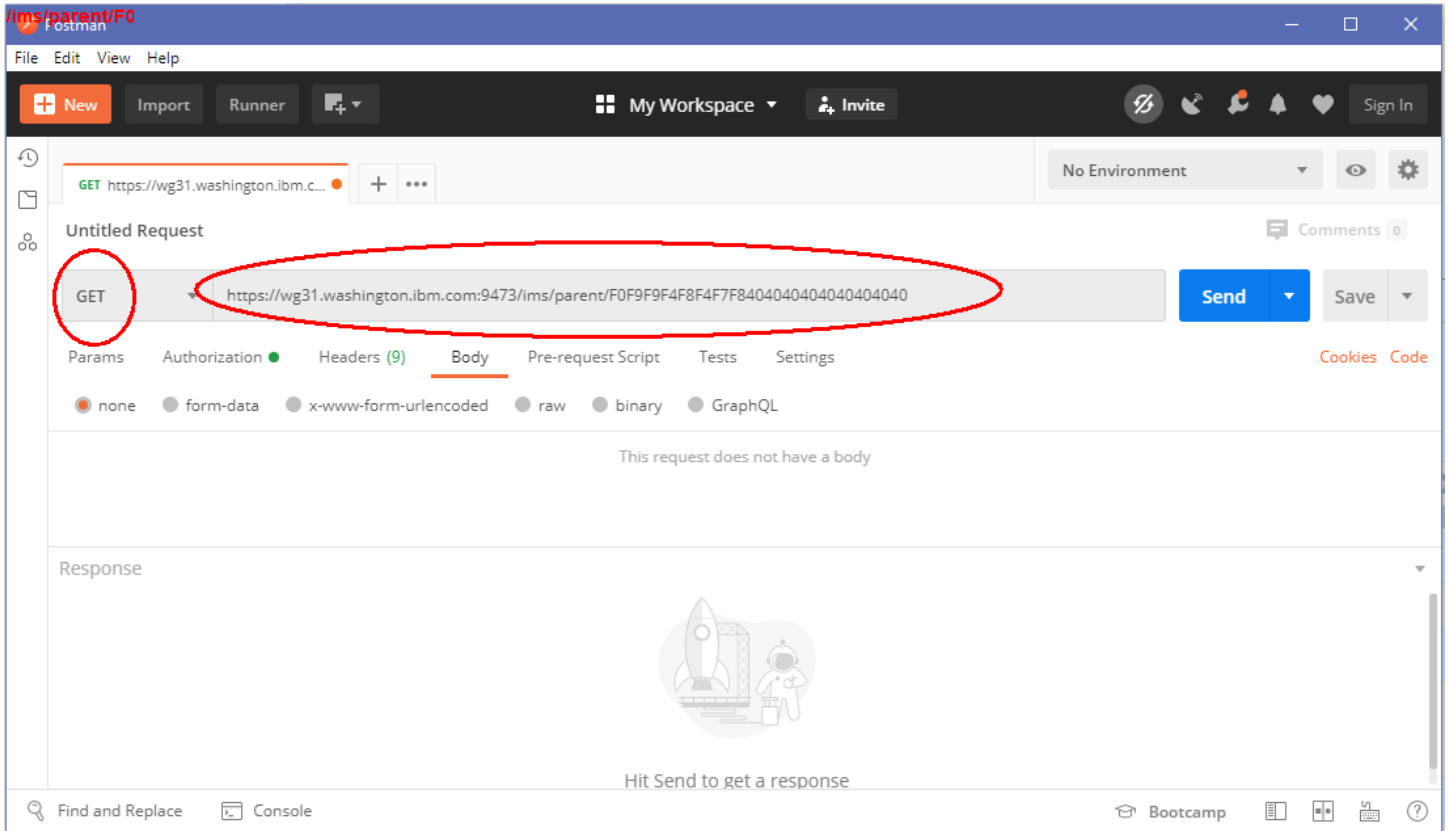 /ims/parent/F0
Postman
File Edit View Help
New Import Runner My Workspace Invite Sign In
GET https://wg31.washington.ibm.c... + ••• No Environment
Untitled Request Comments 0
GET https://wg31.washington.ibm.com:9473/ims/parent/F0F9F9F4F8F4F7F8404040404040404040 Send Save
Params Authorization Headers (9) Body Pre-request Script Tests Settings Cookies Code
none form-data x-www-form-urlencoded raw binary GraphQL
This request does not have a body
Response
Hit Send to get a response
Find and Replace Console Bootcamp